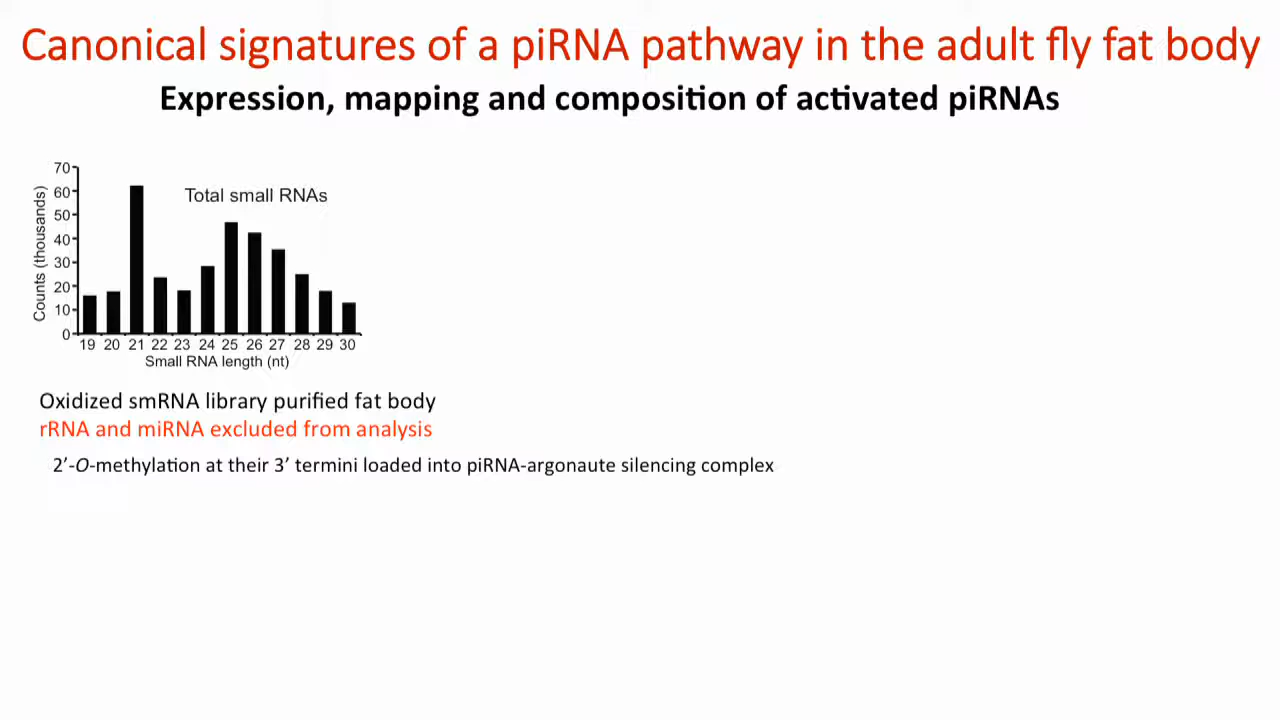 Canonical signatures of a piRNA pathway in the adult fly fat body
Expression, mapping and composition of activated piRNAs
Total small RNAs
Counts (thousands)
70
60
50
40
30
20
10
0
19 20 21 22 23 24 25 26 27 28 29 30
Small RNA length (nt)
Oxidized smRNA library purified fat body
rRNA and miRNA excluded from analysis
2’-O-methylation at their 3’ termini loaded into piRNA-argonaute silencing complex